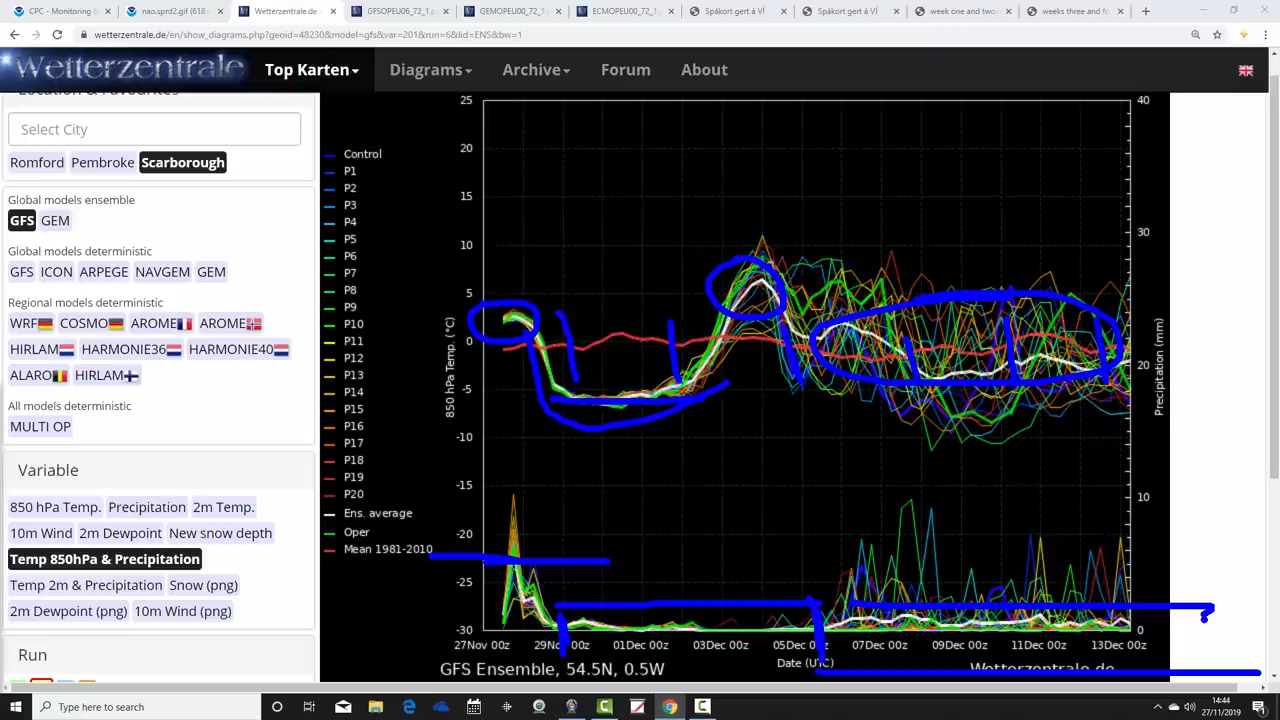 CPC - Monitoring &
nao.sprd2.gif (618
Wetterzentrale.de -
GFSOPEU06_72_1.p
GEMOPEU00_72_1
ECMOPEU00_72_1
Spákort gert á VÍ
Spákort gert á VÍ
week one and two
weeks three and fo
wetterzentrale.de/en/show_diagrams.php?geoid=48230&model=gfs&var=201&run=6&lid=ENS&bw=1
Wetterzentrale Top Karten Diagrams Archive Forum About
Location & Favourites
Select City
Romford Pembroke Scarborough
Global models ensemble
GFS GEM
Global models deterministic
GFS ICON ARPEGE NAVGEM GEM
Regional models deterministic
WRF COSMO AROME AROME
HIRLAM HARMONIE36 HARMONIE40
ALARO HIRLAM
All models deterministic
MULTI OP
Variable
850 hPa Temp. Precipitation 2m Temp.
10m Wind 2m Dewpoint New snow depth
Temp 850hPa & Precipitation
Temp 2m & Precipitation Snow (png)
2m Dewpoint (png) 10m Wind (png)
Run
Control
P1
P2
P3
P4
P5
P6
P7
P8
P9
P10
P11
P12
P13
P14
P15
P16
P17
P18
P19
P20
Ens. average
Oper
Mean 1981-2010
850 hPa Temp. (°C)
25
20
15
10
5
0
-5
-10
-15
-20
-25
-30
40
30
20
10
0
Precipitation (mm)
27Nov 00z 29Nov 00z 01Dec 00z 03Dec 00z 05Dec 00z 07Dec 00z 09Dec 00z 11Dec 00z 13Dec 00z
Date (UTC)
GFS Ensemble, 54.5N, 0.5W Wetterzentrale.de
Type here to search
14:44
27/11/2019
1